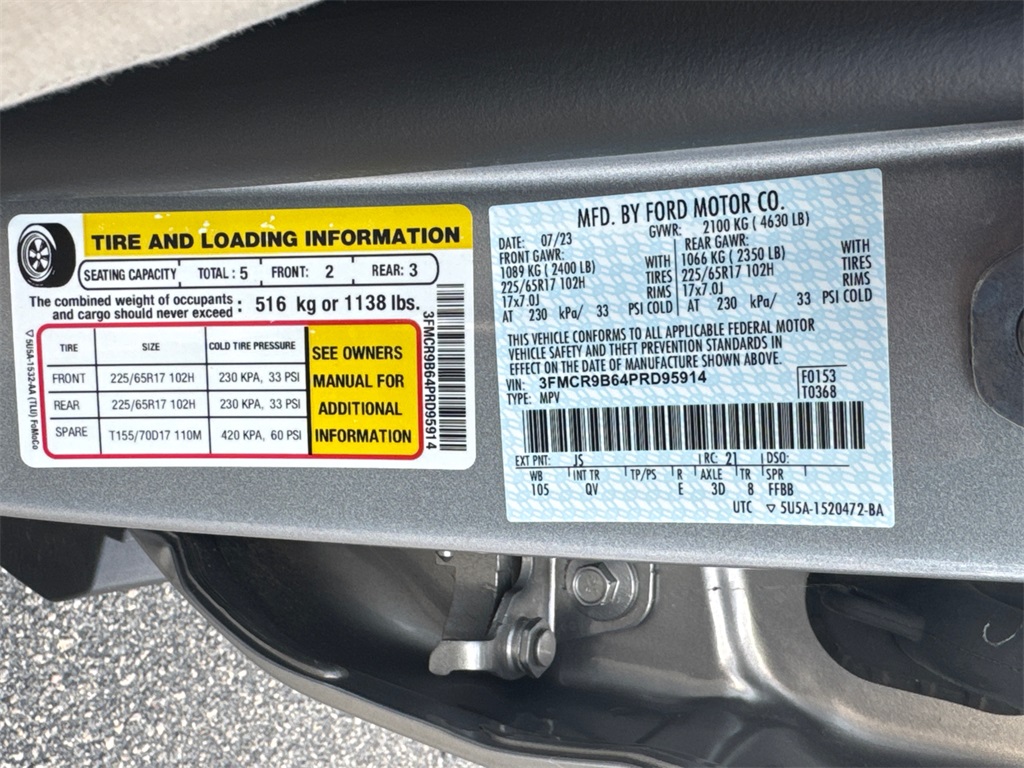 TIRE AND LOADING INFORMATION
SEATING CAPACITY TOTAL : 5 FRONT: 2 REAR: 3
The combined weight of occupants
and cargo should never exceed : 516 kg or 1138 lbs.
TIRE SIZE COLD TIRE PRESSURE
FRONT 225/65R17 102H 230 KPA, 33 PSI
REAR 225/65R17 102H 230 KPA, 33 PSI
SPARE T155/70D17 110M 420 KPA, 60 PSI
SEE OWNERS
MANUAL FOR
ADDITIONAL
INFORMATION
5U5A-1532-AA (TLU) FoMoCo
3FMCR9B64PRD95914
MFD. BY FORD MOTOR CO.
DATE: 07/23 GVWR: 2100 KG ( 4630 LB)
FRONT GAWR: REAR GAWR:
1089 KG ( 2400 LB) WITH 1066 KG ( 2350 LB) WITH
225/65R17 102H TIRES 225/65R17 102H TIRES
17x7.0J RIMS 17x7.0J RIMS
AT 230 kPa/ 33 PSI COLD AT 230 kPa/ 33 PSI COLD
THIS VEHICLE CONFORMS TO ALL APPLICABLE FEDERAL MOTOR
VEHICLE SAFETY AND THEFT PREVENTION STANDARDS IN
EFFECT ON THE DATE OF MANUFACTURE SHOWN ABOVE.
VIN: 3FMCR9B64PRD95914 F0153
TYPE: MPV T0368
EXT PNT: JS RC: 21 DSO:
WB INT TR TP/PS R AXLE TR SPR
105 QV E 3D 8 FFBB
UTC 5U5A-1520472-BA